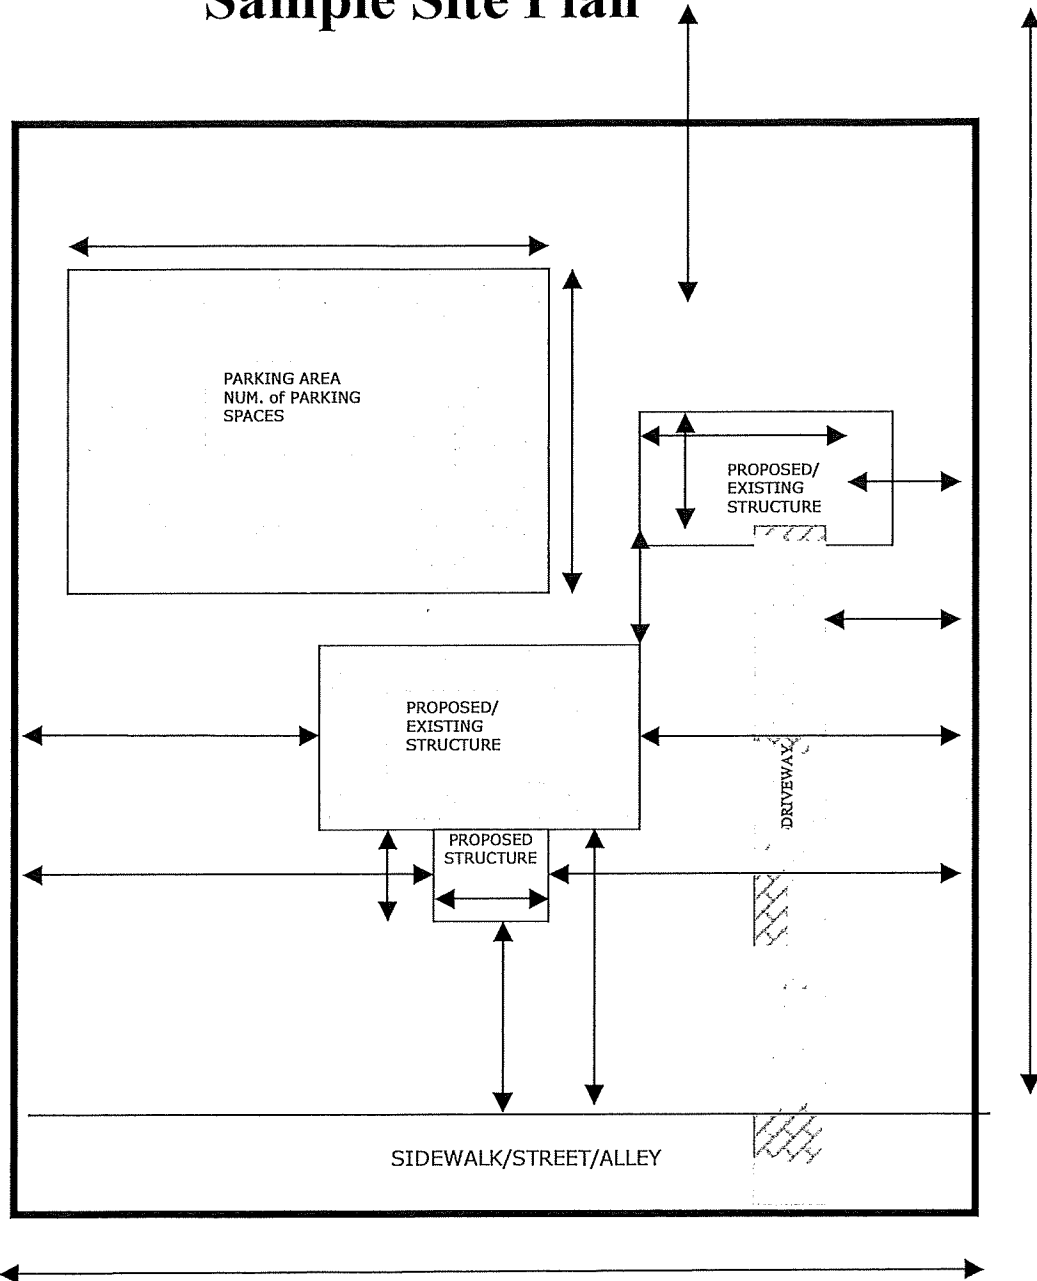 Sample Site Plan
PARKING AREA
NUM. of PARKING
SPACES
PROPOSED/
EXISTING
STRUCTURE
PROPOSED/
EXISTING
STRUCTURE
DRIVEWAY
PROPOSED
STRUCTURE
SIDEWALK/STREET/ALLEY